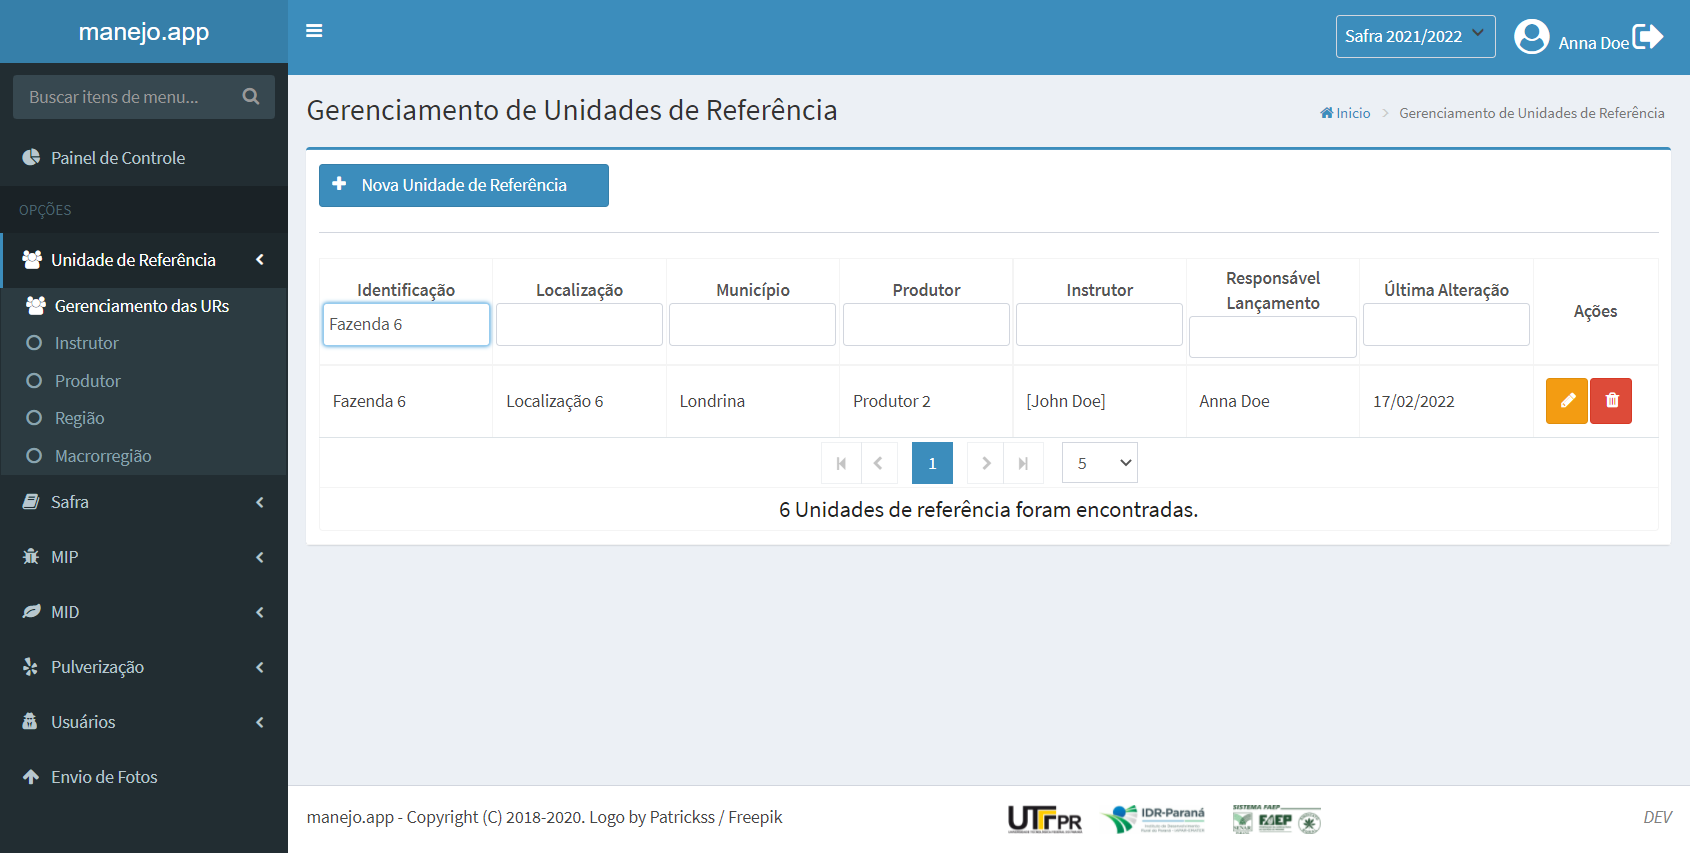 manejo.app
Safra 2021/2022
Anna Doe
Buscar itens de menu...
Painel de Controle
OPÇÕES
Unidade de Referência
Gerenciamento das URs
Instrutor
Produtor
Região
Macrorregião
Safra
MIP
MID
Pulverização
Usuários
Envio de Fotos
Gerenciamento de Unidades de Referência
Inicio > Gerenciamento de Unidades de Referência
Nova Unidade de Referência
Identificação Localização Município Produtor Instrutor Responsável Lançamento Última Alteração Ações
Fazenda 6
Fazenda 6 Localização 6 Londrina Produtor 2 [John Doe] Anna Doe 17/02/2022
1 5
6 Unidades de referência foram encontradas.
manejo.app - Copyright (C) 2018-2020. Logo by Patrickss / Freepik
UTFPR
IDR-Paraná
SISTEMA FAEP
SENAR FAEP
DEV